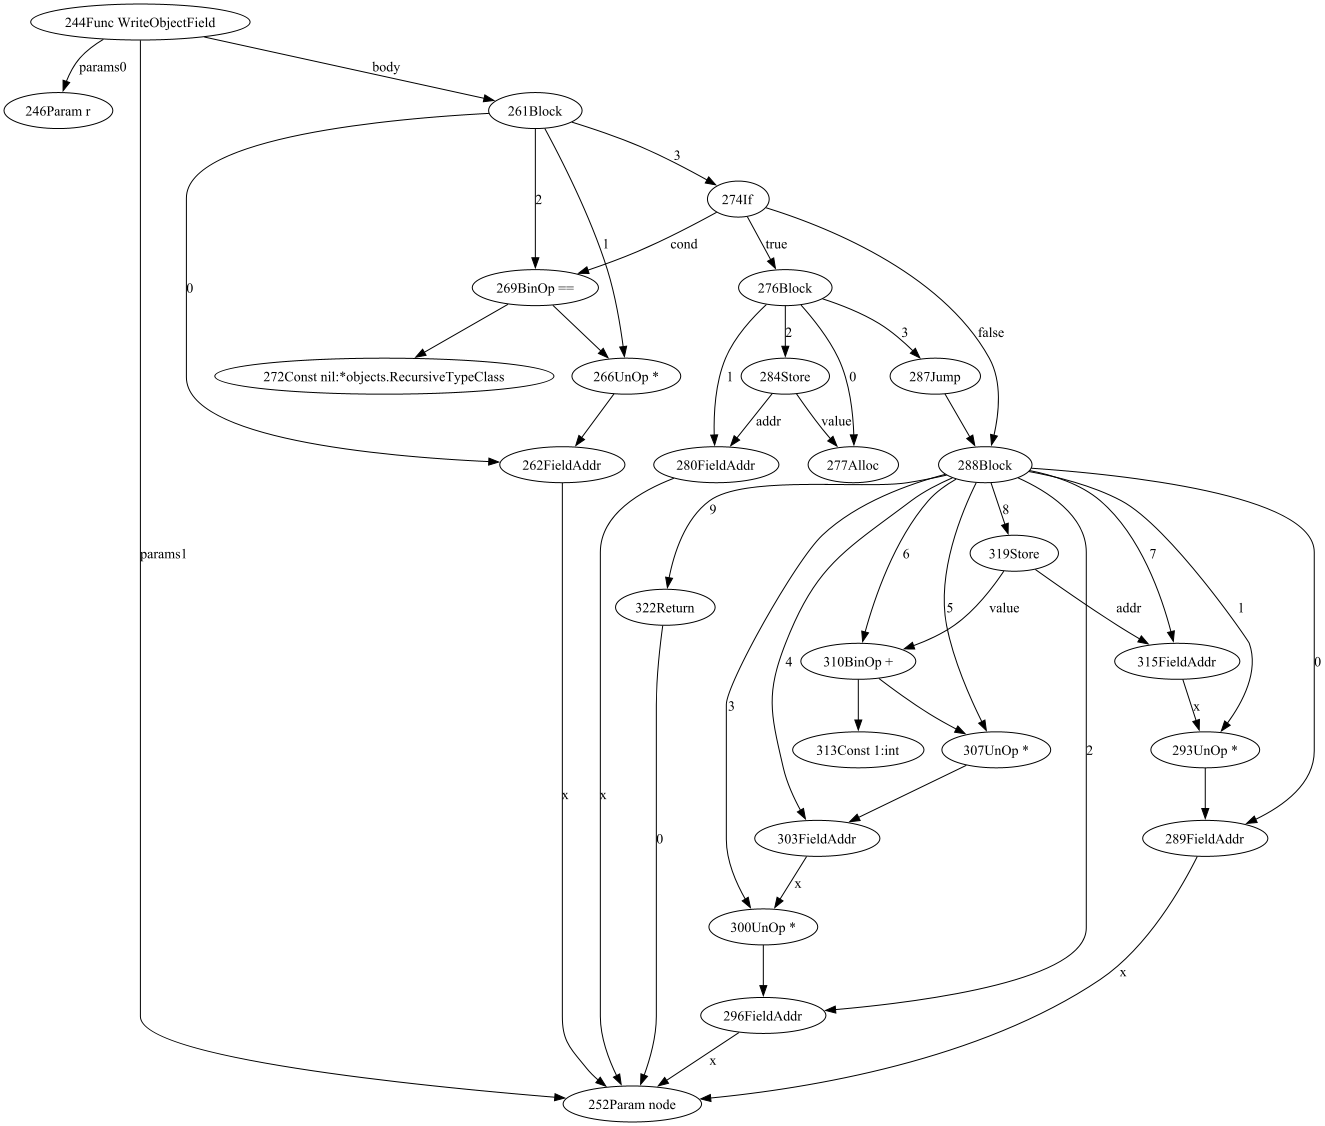 244Func WriteObjectField
params0
body
246Param r
261Block
3
274If
0
2
1
cond
true
false
269BinOp ==
276Block
2
3
272Const nil:*objects.RecursiveTypeClass
266UnOp *
1
284Store
0
287Jump
addr
value
262FieldAddr
280FieldAddr
277Alloc
288Block
9
8
params1
6
319Store
7
322Return
5
value
addr
1
4
310BinOp +
315FieldAddr
0
3
x
313Const 1:int
307UnOp *
293UnOp *
2
x
x
0
303FieldAddr
289FieldAddr
x
300UnOp *
x
296FieldAddr
x
252Param node